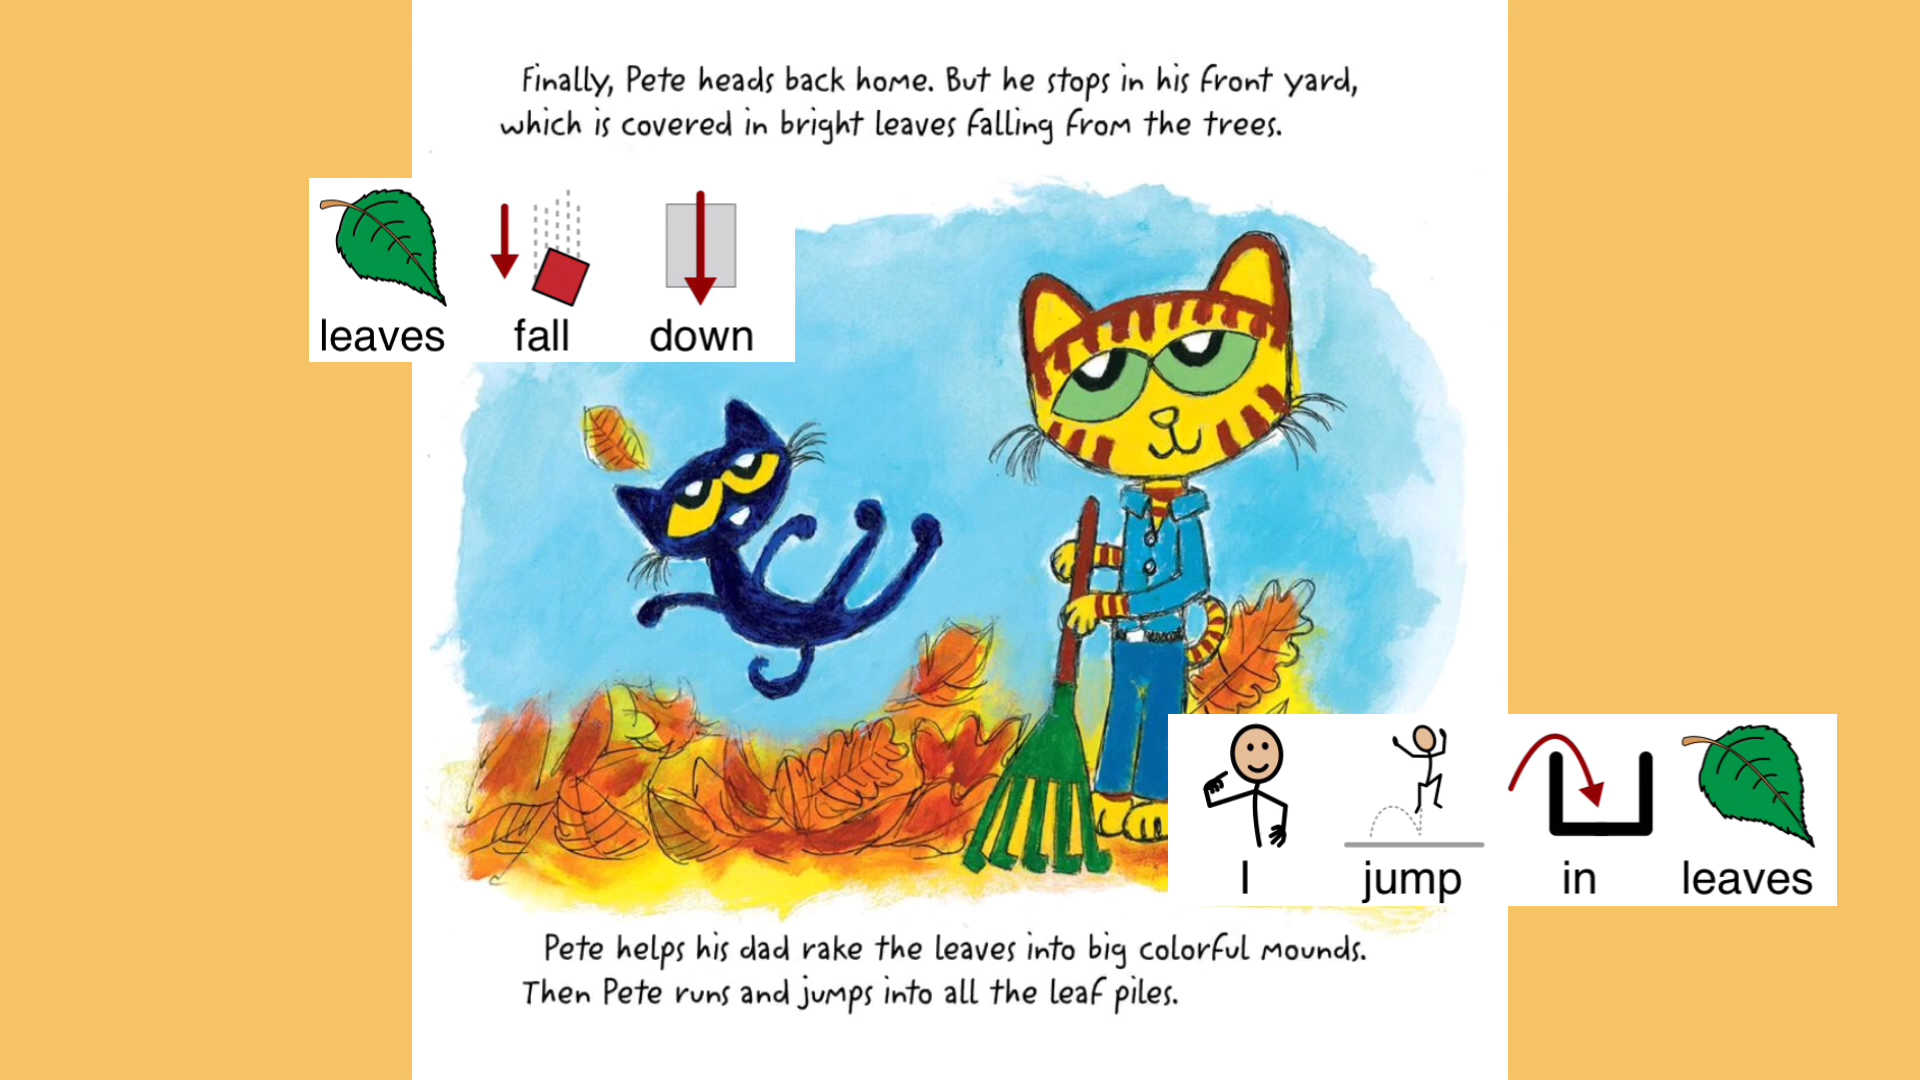 Finally, Pete heads back home. But he stops in his front yard,
which is covered in bright leaves falling from the trees.
leaves fall down
I jump in leaves
Pete helps his dad rake the leaves into big colorful mounds.
Then Pete runs and jumps into all the leaf piles.